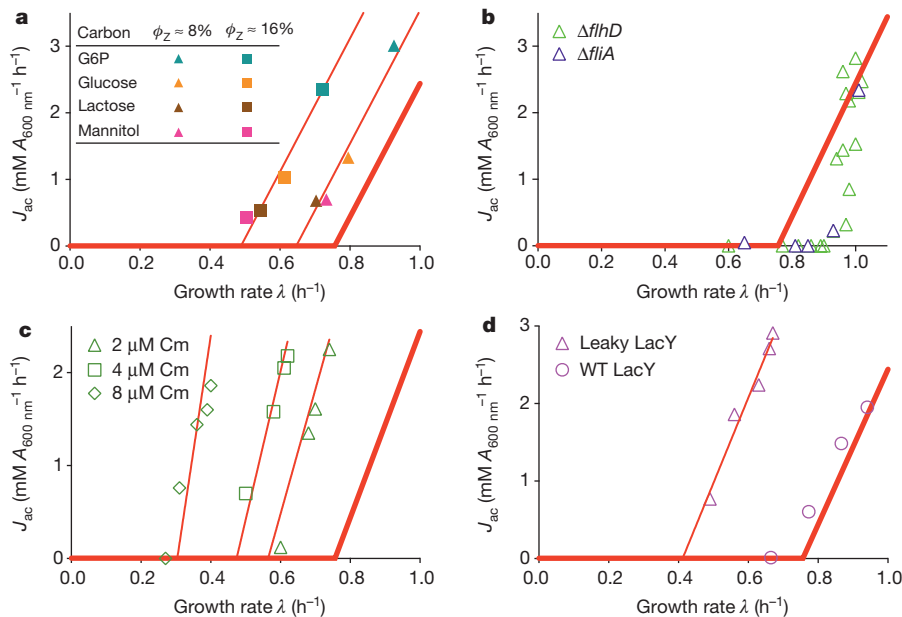 a
Carbon ϕZ ≈ 8% ϕZ ≈ 16%
G6P
Glucose
Lactose
Mannitol
3
2
1
0
Jac (mM A600 nm−1 h−1)
0.0 0.2 0.4 0.6 0.8 1.0
Growth rate λ (h−1)
b
ΔflhD
ΔfliA
3
2
1
0
Jac (mM A600 nm−1 h−1)
0.0 0.2 0.4 0.6 0.8 1.0
Growth rate λ (h−1)
c
2 μM Cm
4 μM Cm
8 μM Cm
2
1
0
Jac (mM A600 nm−1 h−1)
0.0 0.2 0.4 0.6 0.8 1.0
Growth rate λ (h−1)
d
Leaky LacY
WT LacY
3
2
1
0
Jac (mM A600 nm−1 h−1)
0.0 0.2 0.4 0.6 0.8 1.0
Growth rate λ (h−1)